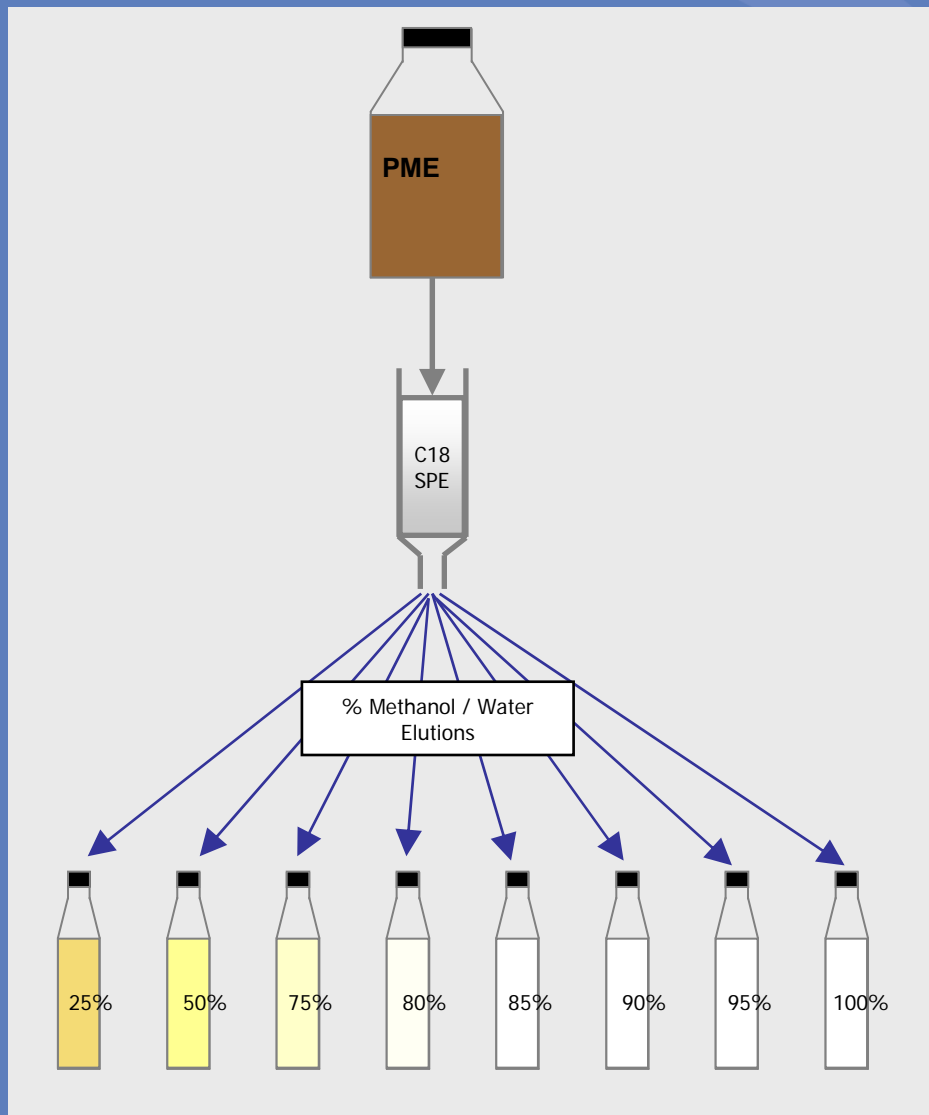 PME
C18
SPE
% Methanol / Water
Elutions
25%
50%
75%
80%
85%
90%
95%
100%